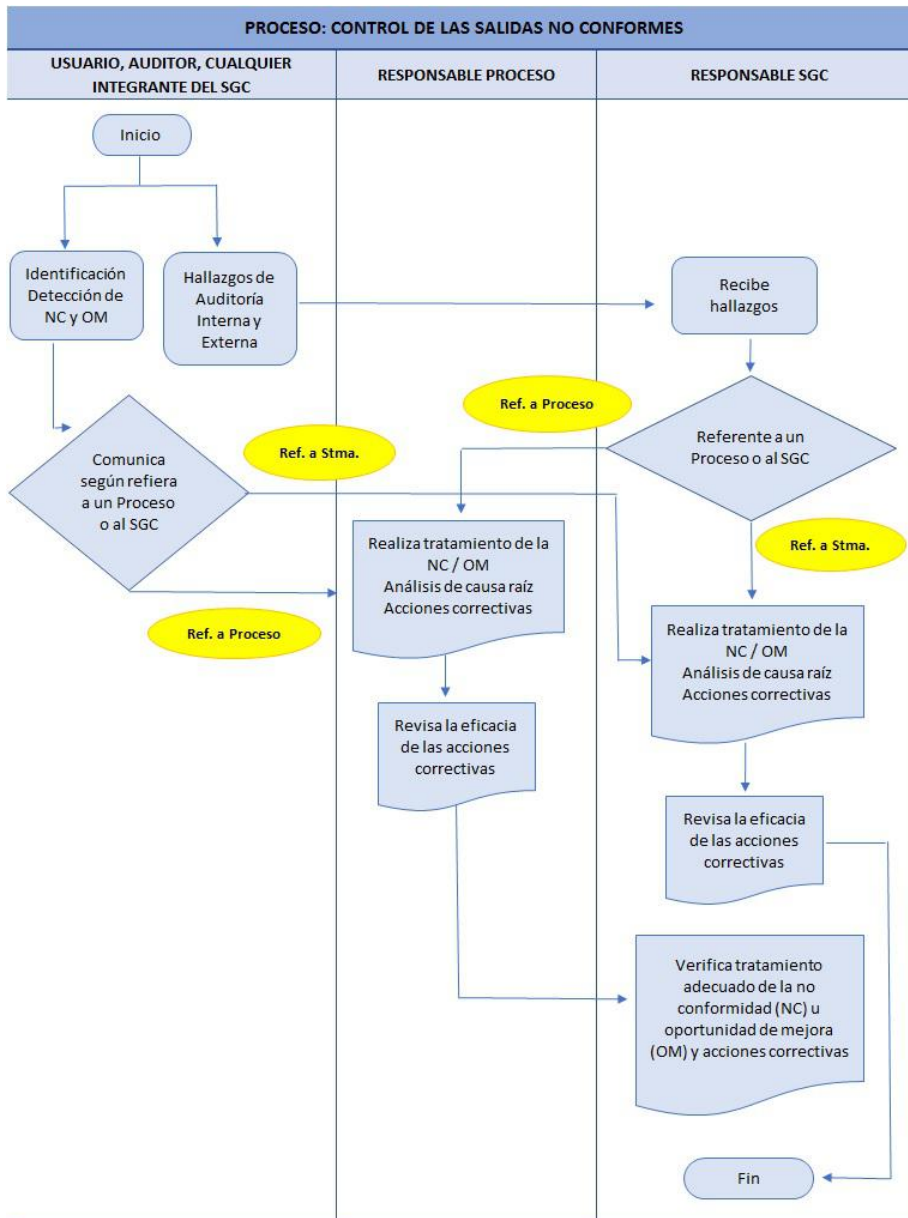 PROCESO: CONTROL DE LAS SALIDAS NO CONFORMES
USUARIO, AUDITOR, CUALQUIER
INTEGRANTE DEL SGC
RESPONSABLE PROCESO
RESPONSABLE SGC
Inicio
Identificación
Detección de
NC y OM
Hallazgos de
Auditoría
Interna y
Externa
Recibe
hallazgos
Ref. a Proceso
Referente a un
Proceso o al SGC
Ref. a Stma.
Comunica
según refiera
a un Proceso
o al SGC
Ref. a Stma.
Realiza tratamiento de la
NC / OM
Análisis de causa raíz
Acciones correctivas
Ref. a Proceso
Realiza tratamiento de la
NC / OM
Análisis de causa raíz
Acciones correctivas
Revisa la eficacia
de las acciones
correctivas
Revisa la eficacia
de las acciones
correctivas
Verifica tratamiento
adecuado de la no
conformidad (NC) u
oportunidad de mejora
(OM) y acciones correctivas
Fin